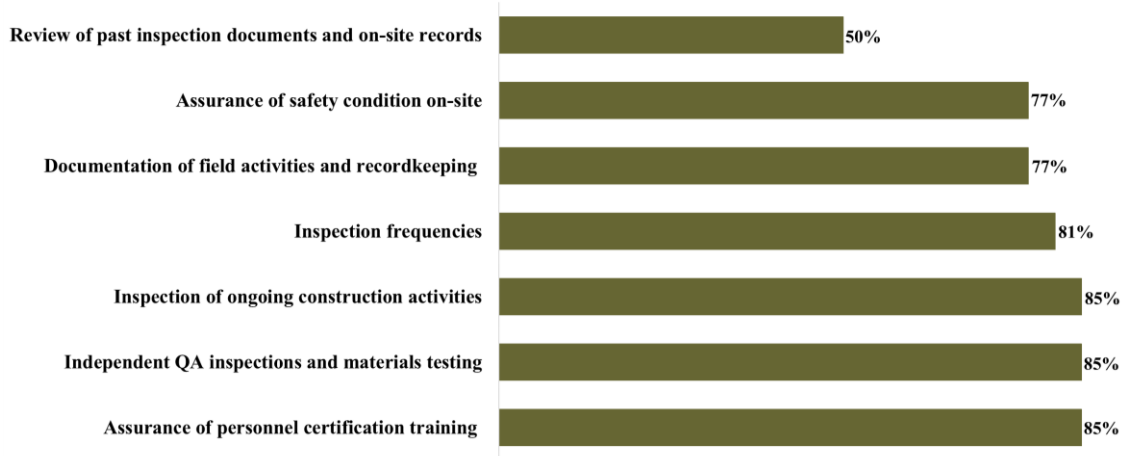 Review of past inspection documents and on-site records 50%
Assurance of safety condition on-site 77%
Documentation of field activities and recordkeeping 77%
Inspection frequencies 81%
Inspection of ongoing construction activities 85%
Independent QA inspections and materials testing 85%
Assurance of personnel certification training 85%